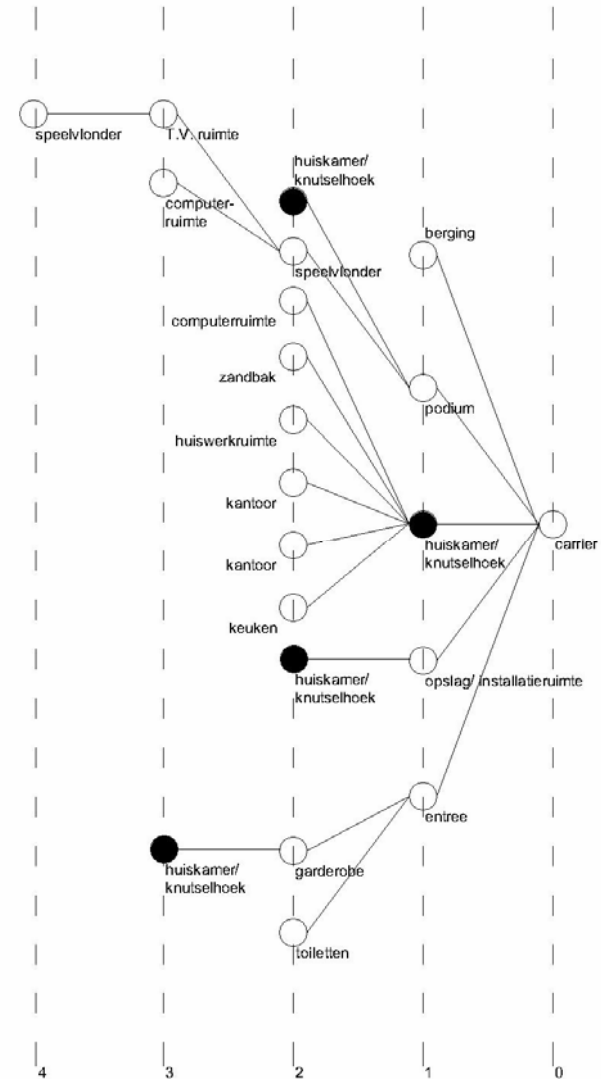 speelvlonder
T.V. ruimte
huiskamer/
knutselhoek
computer-
ruimte
berging
speelvlonder
computerruimte
zandbak
podium
huiswerkruimte
kantoor
huiskamer/
knutselhoek
carrier
kantoor
keuken
huiskamer/
knutselhoek
opslag/ installatieruimte
entree
huiskamer/
knutselhoek
garderobe
toiletten
4 3 2 1 0